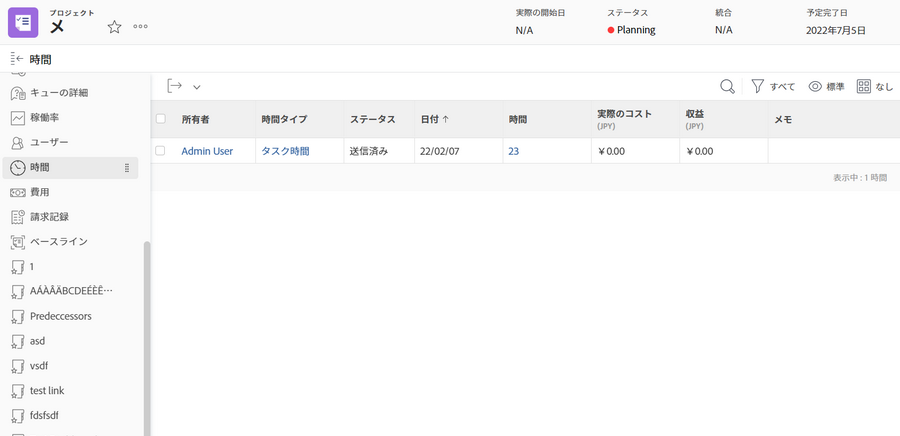 プロジェクト
メ
実際の開始日
N/A
ステータス
Planning
統合
N/A
予定完了日
2022年7月5日
時間
キューの詳細
稼働率
ユーザー
時間
費用
請求記録
ベースライン
1
AÁÀÂÄBCDEÉÈÊ…
Predeccessors
asd
vsdf
test link
fdsfsdf
すべて
標準
なし
所有者 時間タイプ ステータス 日付 ↑ 時間 実際のコスト (JPY) 収益 (JPY) メモ
Admin User タスク時間 送信済み 22/02/07 23 ￥0.00 ￥0.00
表示中 : 1 時間